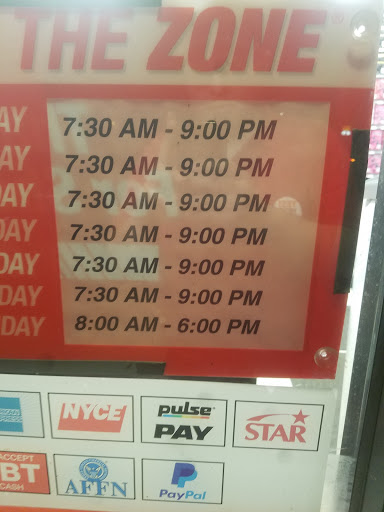 THE ZONE®
AY 7:30 AM - 9:00 PM
AY 7:30 AM - 9:00 PM
DAY 7:30 AM - 9:00 PM
DAY 7:30 AM - 9:00 PM
DAY 7:30 AM - 9:00 PM
DAY 7:30 AM - 9:00 PM
DAY 8:00 AM - 6:00 PM
NYCE
pulse
PAY
STAR
ACCEPT
BT
CASH
AFFN
PayPal